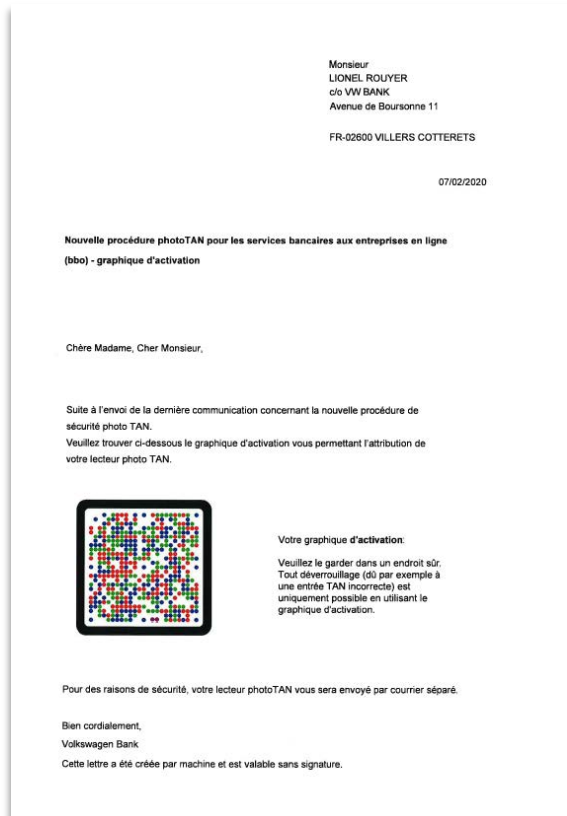 Monsieur
LIONEL ROUYER
c/o VW BANK
Avenue de Boursonne 11
FR-02600 VILLERS COTTERETS
07/02/2020
Nouvelle procédure photoTAN pour les services bancaires aux entreprises en ligne
(bbo) - graphique d'activation
Chère Madame, Cher Monsieur,
Suite à l'envoi de la dernière communication concernant la nouvelle procédure de
sécurité photo TAN.
Veuillez trouver ci-dessous le graphique d'activation vous permettant l'attribution de
votre lecteur photo TAN.
Votre graphique d'activation:
Veuillez le garder dans un endroit sûr.
Tout déverrouillage (dû par exemple à
une entrée TAN incorrecte) est
uniquement possible en utilisant le
graphique d'activation.
Pour des raisons de sécurité, votre lecteur photoTAN vous sera envoyé par courrier séparé.
Bien cordialement,
Volkswagen Bank
Cette lettre a été créée par machine et est valable sans signature.